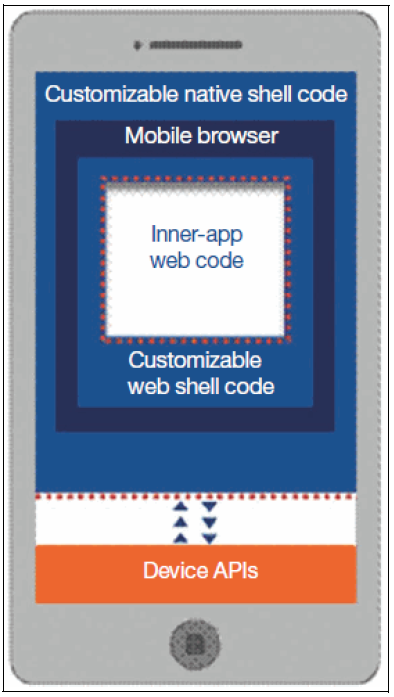 Customizable native shell code
Mobile browser
Inner-app
web code
Customizable
web shell code
Device APIs